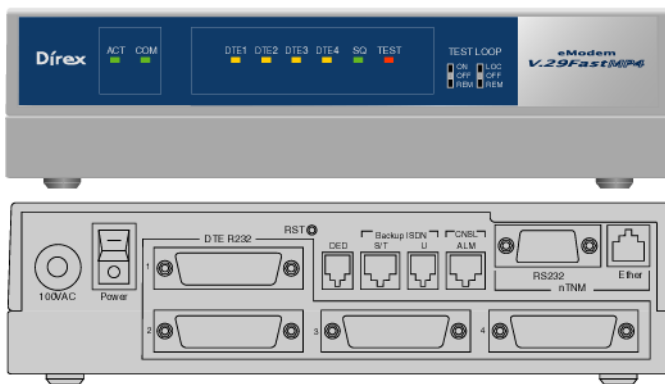 Dírex
ACT COM
DTE1 DTE2 DTE3 DTE4 SQ TEST
TEST LOOP
ON LOC
OFF OFF
REM REM
eModem
V.29FastMP4
DTE R232
RST
DED
Backup ISDN
S/T U
CNSL
ALM
1
100VAC
Power
RS232
Ether
nTNM
2
3
4